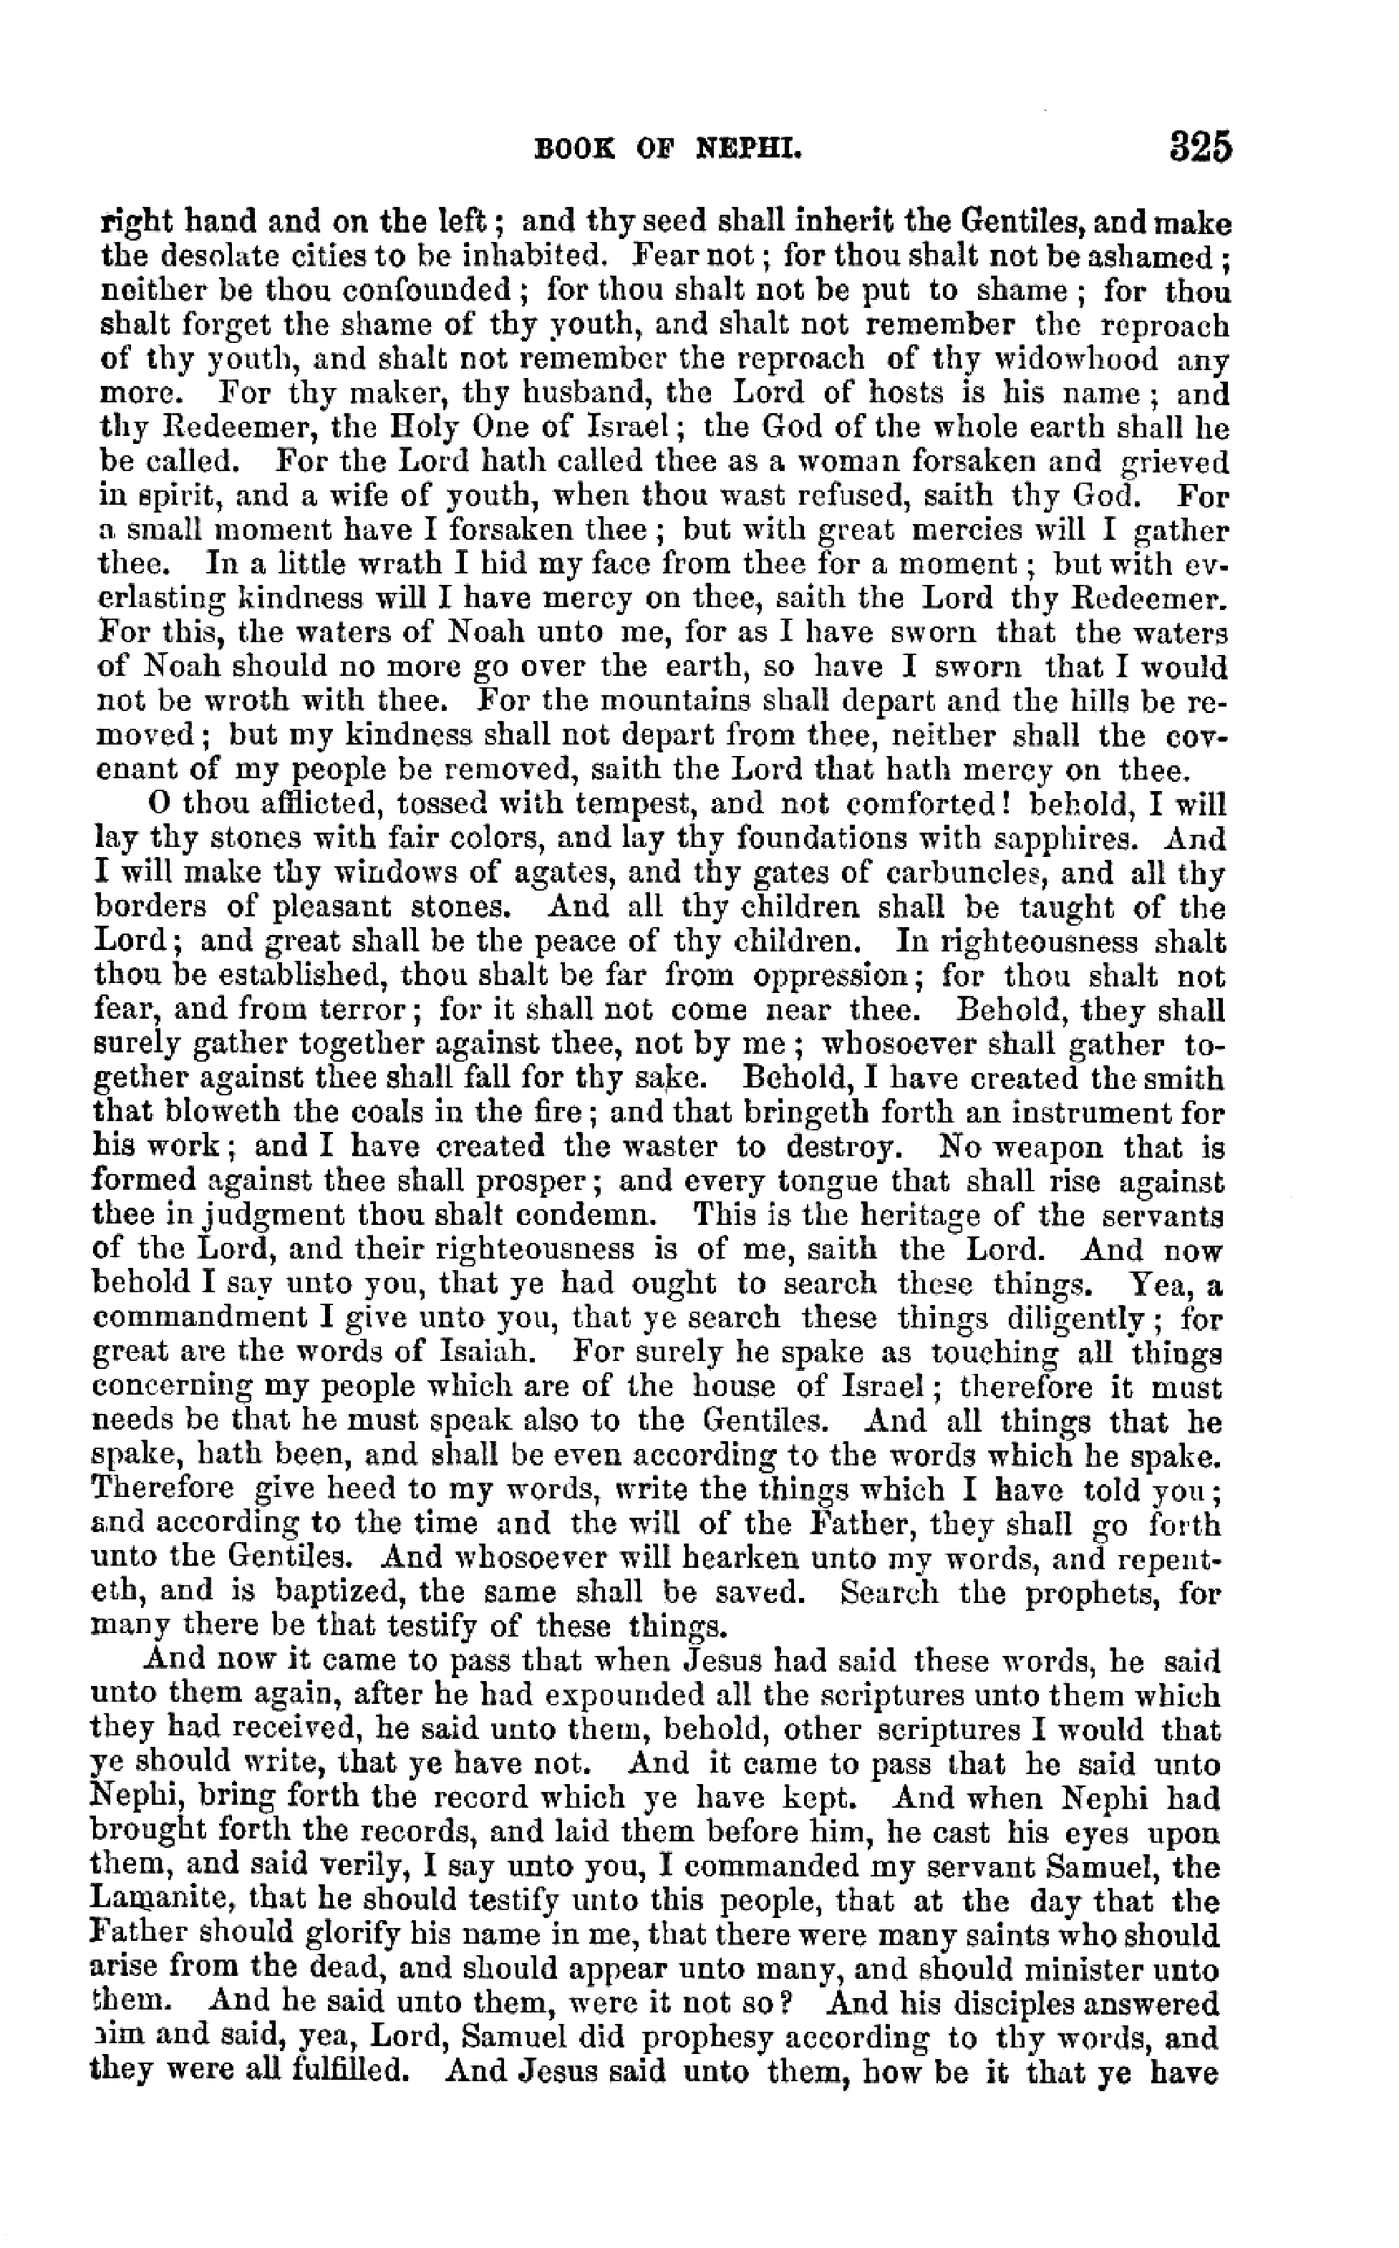 BOOK OF NEPHI. 325
right hand and on the left; and thy seed shall inherit the Gentiles, and make
the desolate cities to be inhabited. Fear not; for thou shalt not be ashamed;
neither be thou confounded; for thou shalt not be put to shame; for thou
shalt forget the shame of thy youth, and shalt not remember the reproach
of thy youth, and shalt not remember the reproach of thy widowhood any
more. For thy maker, thy husband, the Lord of hosts is his name; and
thy Redeemer, the Holy One of Israel; the God of the whole earth shall he
be called. For the Lord hath called thee as a woman forsaken and grieved
in spirit, and a wife of youth, when thou wast refused, saith thy God. For
a small moment have I forsaken thee; but with great mercies will I gather
thee. In a little wrath I hid my face from thee for a moment; but with ev-
erlasting kindness will I have mercy on thee, saith the Lord thy Redeemer.
For this, the waters of Noah unto me, for as I have sworn that the waters
of Noah should no more go over the earth, so have I sworn that I would
not be wroth with thee. For the mountains shall depart and the hills be re-
moved; but my kindness shall not depart from thee, neither shall the cov-
enant of my people be removed, saith the Lord that hath mercy on thee.
O thou afflicted, tossed with tempest, and not comforted! behold, I will
lay thy stones with fair colors, and lay thy foundations with sapphires. And
I will make thy windows of agates, and thy gates of carbuncles, and all thy
borders of pleasant stones. And all thy children shall be taught of the
Lord; and great shall be the peace of thy children. In righteousness shalt
thou be established, thou shalt be far from oppression; for thou shalt not
fear, and from terror; for it shall not come near thee. Behold, they shall
surely gather together against thee, not by me; whosoever shall gather to-
gether against thee shall fall for thy sake. Behold, I have created the smith
that bloweth the coals in the fire; and that bringeth forth an instrument for
his work; and I have created the waster to destroy. No weapon that is
formed against thee shall prosper; and every tongue that shall rise against
thee in judgment thou shalt condemn. This is the heritage of the servants
of the Lord, and their righteousness is of me, saith the Lord. And now
behold I say unto you, that ye had ought to search these things. Yea, a
commandment I give unto you, that ye search these things diligently; for
great are the words of Isaiah. For surely he spake as touching all things
concerning my people which are of the house of Israel; therefore it must
needs be that he must speak also to the Gentiles. And all things that he
spake, hath been, and shall be even according to the words which he spake.
Therefore give heed to my words, write the things which I have told you;
and according to the time and the will of the Father, they shall go forth
unto the Gentiles. And whosoever will hearken unto my words, and repent-
eth, and is baptized, the same shall be saved. Search the prophets, for
many there be that testify of these things.
And now it came to pass that when Jesus had said these words, he said
unto them again, after he had expounded all the scriptures unto them which
they had received, he said unto them, behold, other scriptures I would that
ye should write, that ye have not. And it came to pass that he said unto
Nephi, bring forth the record which ye have kept. And when Nephi had
brought forth the records, and laid them before him, he cast his eyes upon
them, and said verily, I say unto you, I commanded my servant Samuel, the
Lamanite, that he should testify unto this people, that at the day that the
Father should glorify his name in me, that there were many saints who should
arise from the dead, and should appear unto many, and should minister unto
them. And he said unto them, were it not so? And his disciples answered
him and said, yea, Lord, Samuel did prophesy according to thy words, and
they were all fulfilled. And Jesus said unto them, how be it that ye have